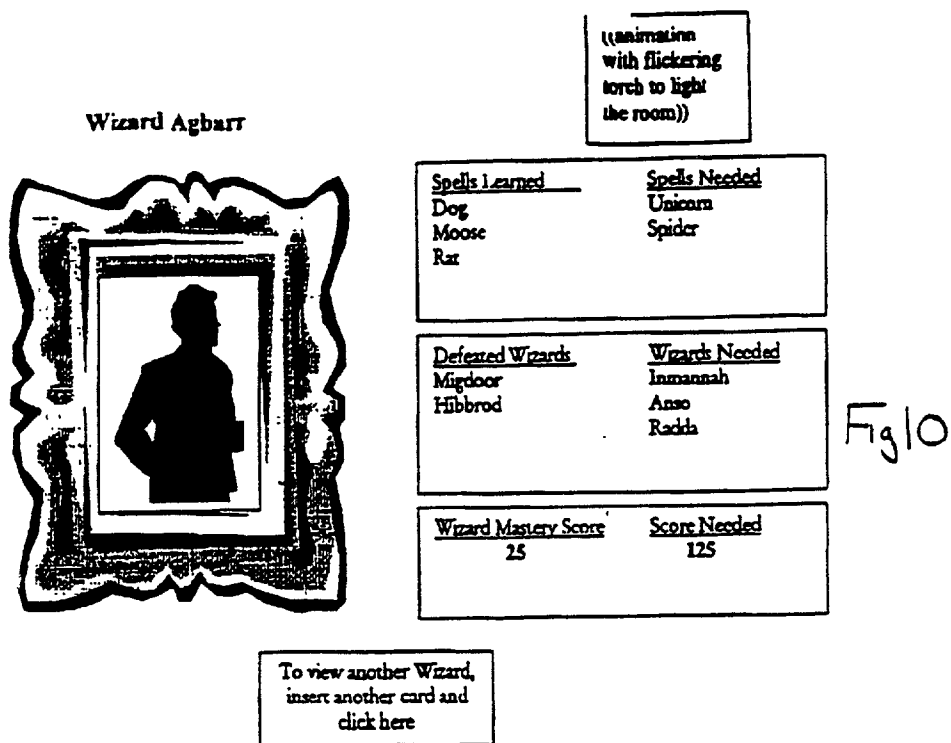 ((animation
with flickering
torch to light
the room))
Wizard Agbarr
Spells Learned Spells Needed
Dog Unicorn
Moose Spider
Rat
Defeated Wizards Wizards Needed
Migdoor Inmannah
Hibbrod Anso
Radda
Wizard Mastery Score Score Needed
25 125
Fig 10
To view another Wizard,
insert another card and
click here